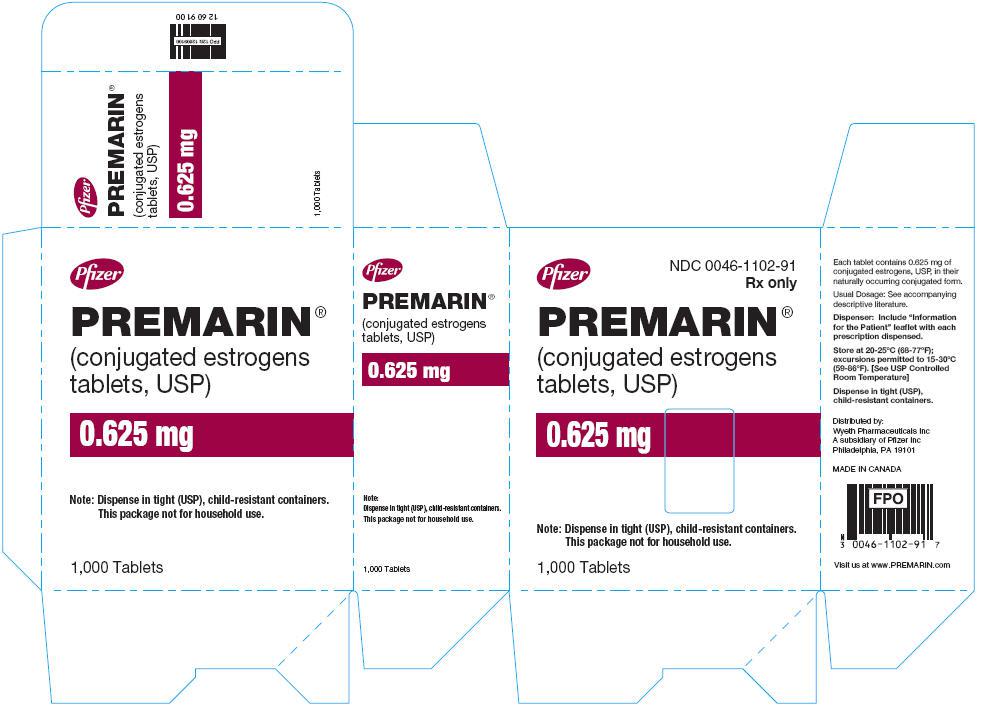 12 60 91 00
Pfizer
PREMARIN®
(conjugated estrogens
tablets, USP)
0.625 mg
1,000 Tablets
Pfizer
PREMARIN®
(conjugated estrogens
tablets, USP)
0.625 mg
Note: Dispense in tight (USP), child-resistant containers.
This package not for household use.
1,000 Tablets
Pfizer
PREMARIN®
(conjugated estrogens
tablets, USP)
0.625 mg
Note:
Dispense in tight (USP), child-resistant containers.
This package not for household use.
1,000 Tablets
Pfizer
NDC 0046-1102-91
Rx only
PREMARIN®
(conjugated estrogens
tablets, USP)
0.625 mg
Note: Dispense in tight (USP), child-resistant containers.
This package not for household use.
1,000 Tablets
Each tablet contains 0.625 mg of
conjugated estrogens, USP, in their
naturally occurring conjugated form.
Usual Dosage: See accompanying
descriptive literature.
Dispenser: Include “Information
for the Patient” leaflet with each
prescription dispensed.
Store at 20-25°C (68-77°F);
excursions permitted to 15-30°C
(59-86°F). [See USP Controlled
Room Temperature]
Dispense in tight (USP),
child-resistant containers.
Distributed by:
Wyeth Pharmaceuticals Inc
A subsidiary of Pfizer Inc
Philadelphia, PA 19101
MADE IN CANADA
FPO
N
3 0046-1102-91 7
Visit us at www.PREMARIN.com